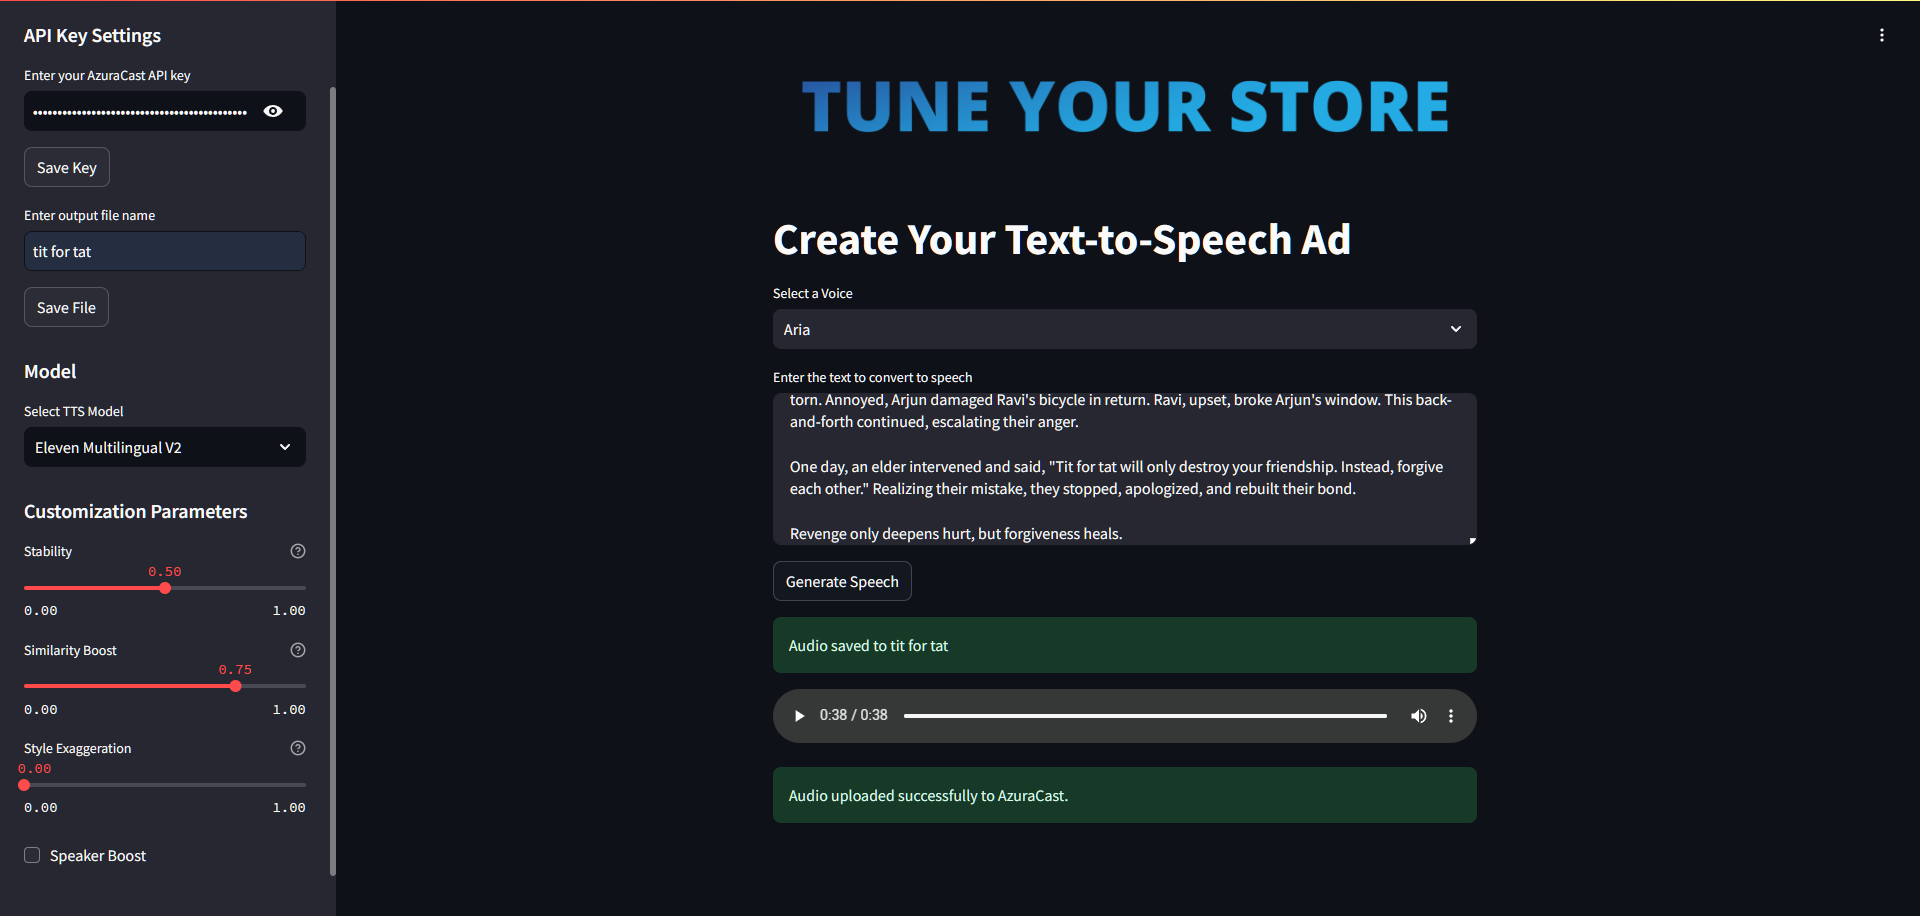 API Key Settings
Enter your AzuraCast API key
Save Key
Enter output file name
tit for tat
Save File
Model
Select TTS Model
Eleven Multilingual V2
Customization Parameters
Stability
0.50
0.00 1.00
Similarity Boost
0.75
0.00 1.00
Style Exaggeration
0.00
0.00 1.00
Speaker Boost
TUNE YOUR STORE
Create Your Text-to-Speech Ad
Select a Voice
Aria
Enter the text to convert to speech
torn. Annoyed, Arjun damaged Ravi's bicycle in return. Ravi, upset, broke Arjun's window. This back-
and-forth continued, escalating their anger.
One day, an elder intervened and said, "Tit for tat will only destroy your friendship. Instead, forgive
each other." Realizing their mistake, they stopped, apologized, and rebuilt their bond.
Revenge only deepens hurt, but forgiveness heals.
Generate Speech
Audio saved to tit for tat
0:38 / 0:38
Audio uploaded successfully to AzuraCast.